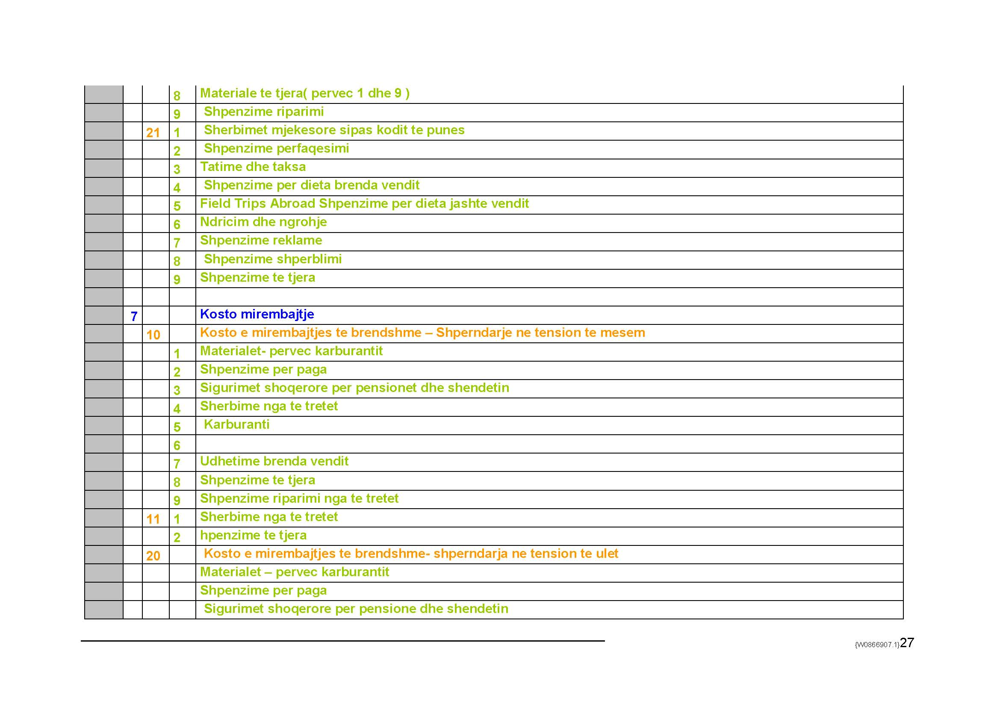 8 Materiale te tjera( pervec 1 dhe 9 )
9 Shpenzime riparimi
21 1 Sherbimet mjekesore sipas kodit te punes
2 Shpenzime perfaqesimi
3 Tatime dhe taksa
4 Shpenzime per dieta brenda vendit
5 Field Trips Abroad Shpenzime per dieta jashte vendit
6 Ndricim dhe ngrohje
7 Shpenzime reklame
8 Shpenzime shperblimi
9 Shpenzime te tjera
7 Kosto mirembajtje
10 Kosto e mirembajtjes te brendshme – Shperndarje ne tension te mesem
1 Materialet- pervec karburantit
2 Shpenzime per paga
3 Sigurimet shoqerore per pensionet dhe shendetin
4 Sherbime nga te tretet
5 Karburanti
6
7 Udhetime brenda vendit
8 Shpenzime te tjera
9 Shpenzime riparimi nga te tretet
11 1 Sherbime nga te tretet
2 hpenzime te tjera
20 Kosto e mirembajtjes te brendshme- shperndarja ne tension te ulet
Materialet – pervec karburantit
Shpenzime per paga
Sigurimet shoqerore per pensione dhe shendetin
{W0866907.1}27